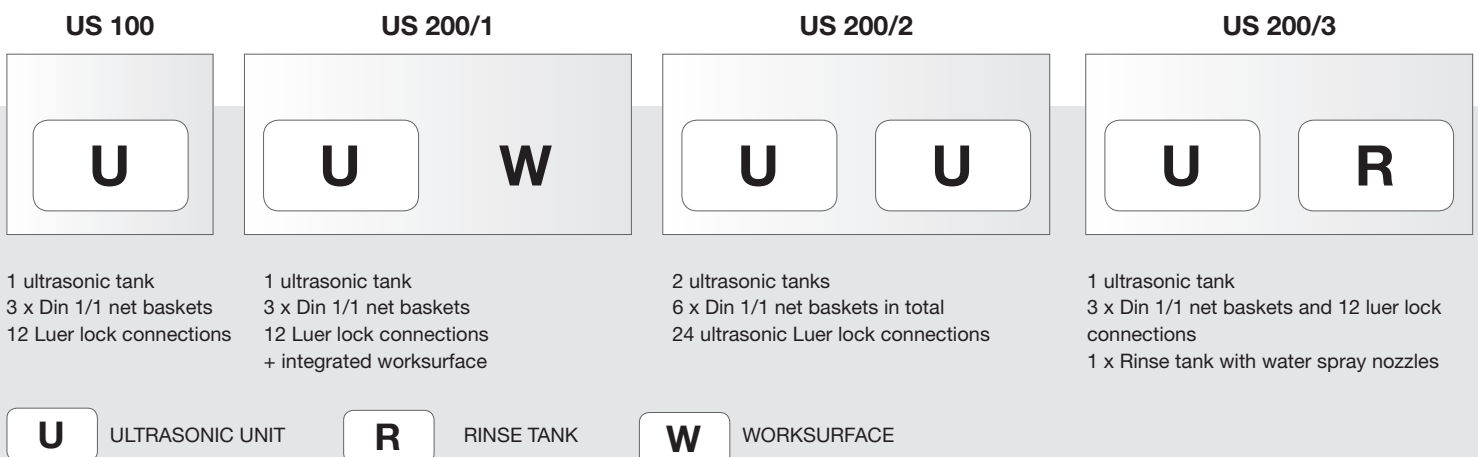 US 100
US 200/1
US 200/2
US 200/3
U
U W
U U
U R
1 ultrasonic tank
3 x Din 1/1 net baskets
12 Luer lock connections
1 ultrasonic tank
3 x Din 1/1 net baskets
12 Luer lock connections
+ integrated worksurface
2 ultrasonic tanks
6 x Din 1/1 net baskets in total
24 ultrasonic Luer lock connections
1 ultrasonic tank
3 x Din 1/1 net baskets and 12 luer lock
connections
1 x Rinse tank with water spray nozzles
U ULTRASONIC UNIT
R RINSE TANK
W WORKSURFACE